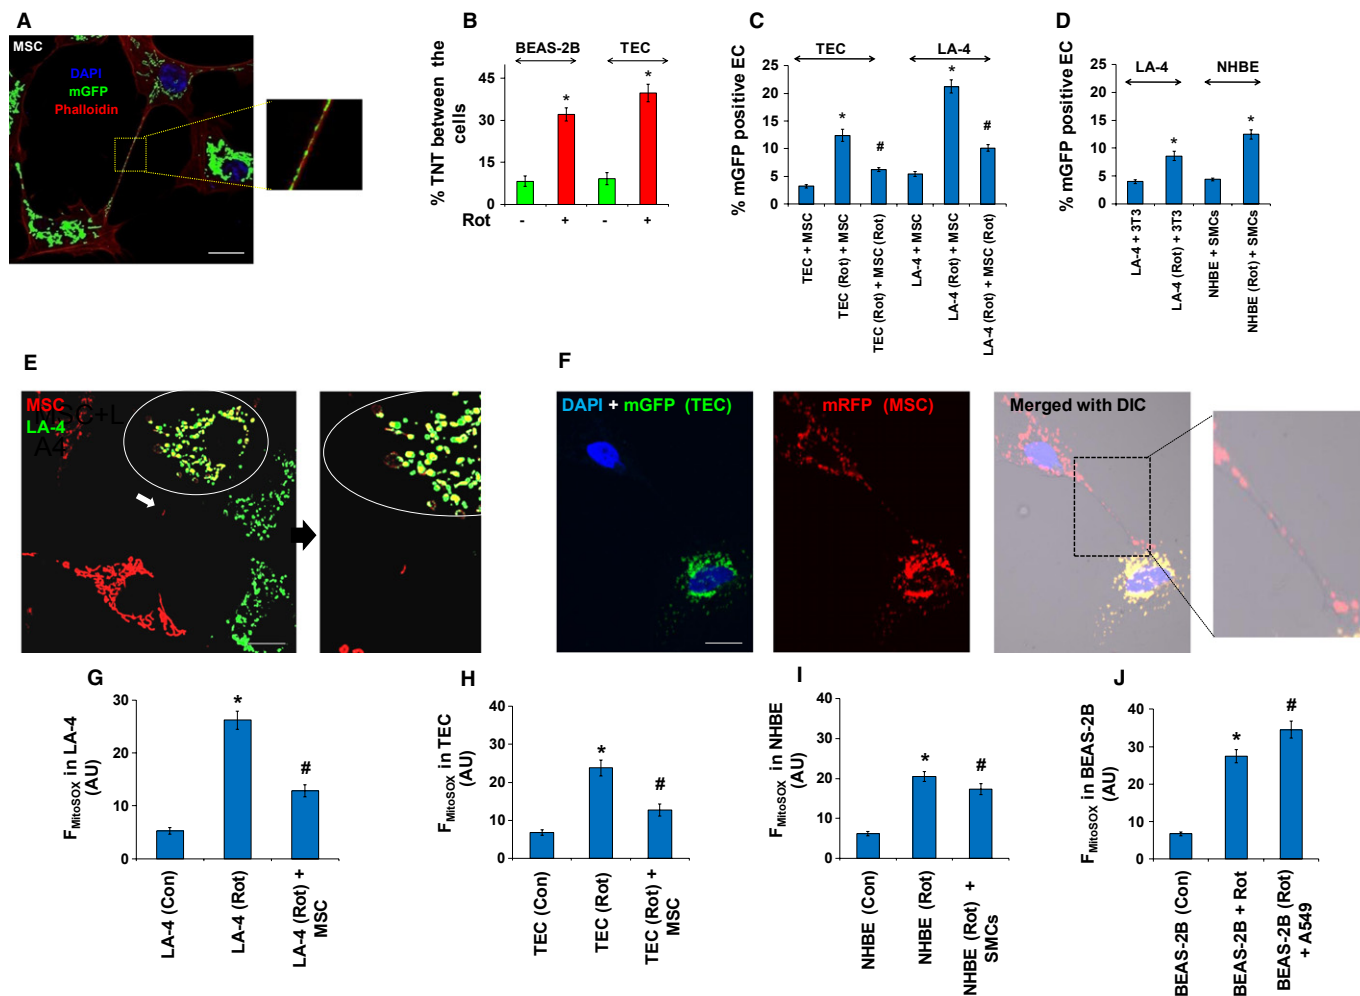 A
MSC
DAPI
mGFP
Phalloidin
B
BEAS-2B TEC
% TNT between the
cells
45
30
15
0
* *
Rot - + - +
C
TEC LA-4
% mGFP positive EC
25
20
15
10
5
0
* # * #
TEC + MSC
TEC (Rot) + MSC
TEC (Rot) + MSC (Rot)
LA-4 + MSC
LA-4 (Rot) + MSC
LA-4 (Rot) + MSC (Rot)
D
LA-4 NHBE
% mGFP positive EC
25
20
15
10
5
0
* *
LA-4 + 3T3
LA-4 (Rot) + 3T3
NHBE + SMCs
NHBE (Rot) + SMCs
E
MSC
MSC+L
LA-4
A4
F
DAPI + mGFP (TEC)
mRFP (MSC)
Merged with DIC
G
FMitoSOX in LA-4
(AU)
30
20
10
0
* #
LA-4 (Con)
LA-4 (Rot)
LA-4 (Rot) +
MSC
H
FMitoSOX in TEC
(AU)
40
30
20
10
0
* #
TEC (Con)
TEC (Rot)
TEC (Rot) +
MSC
I
FMitoSOX in NHBE
(AU)
40
30
20
10
0
* #
NHBE (Con)
NHBE (Rot)
NHBE (Rot) +
SMCs
J
FMitoSOX in BEAS-2B
(AU)
40
30
20
10
0
* #
BEAS-2B (Con)
BEAS-2B + Rot
BEAS-2B (Rot)
+ A549